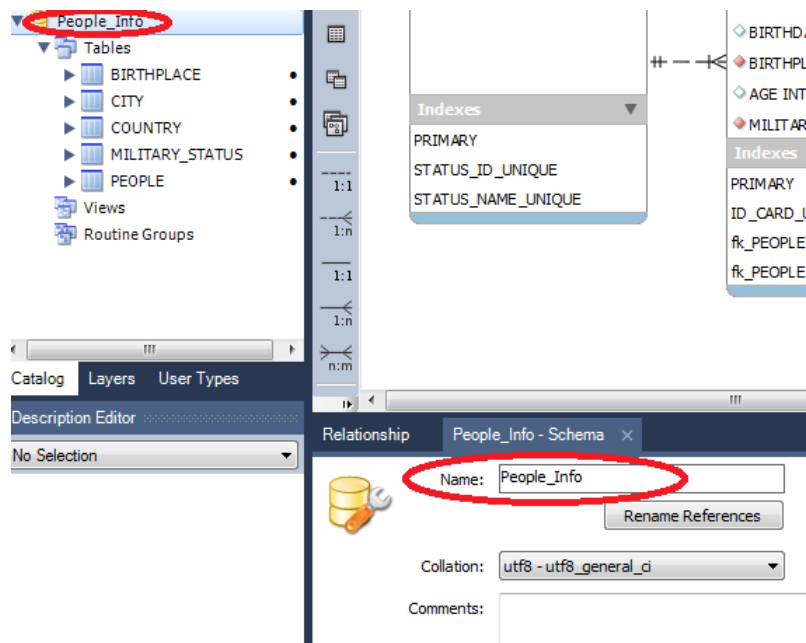 People_Info
Tables
BIRTHPLACE
CITY
COUNTRY
MILITARY_STATUS
PEOPLE
Views
Routine Groups
Catalog Layers User Types
Description Editor
No Selection
1:1
1:n
1:1
1:n
n:m
Indexes
PRIMARY
STATUS_ID_UNIQUE
STATUS_NAME_UNIQUE
BIRTHDA
BIRTHPL
AGE INT
MILITAR
Indexes
PRIMARY
ID_CARD_U
fk_PEOPLE
fk_PEOPLE
Relationship People_Info - Schema
Name: People_Info
Rename References
Collation: utf8 - utf8_general_ci
Comments: